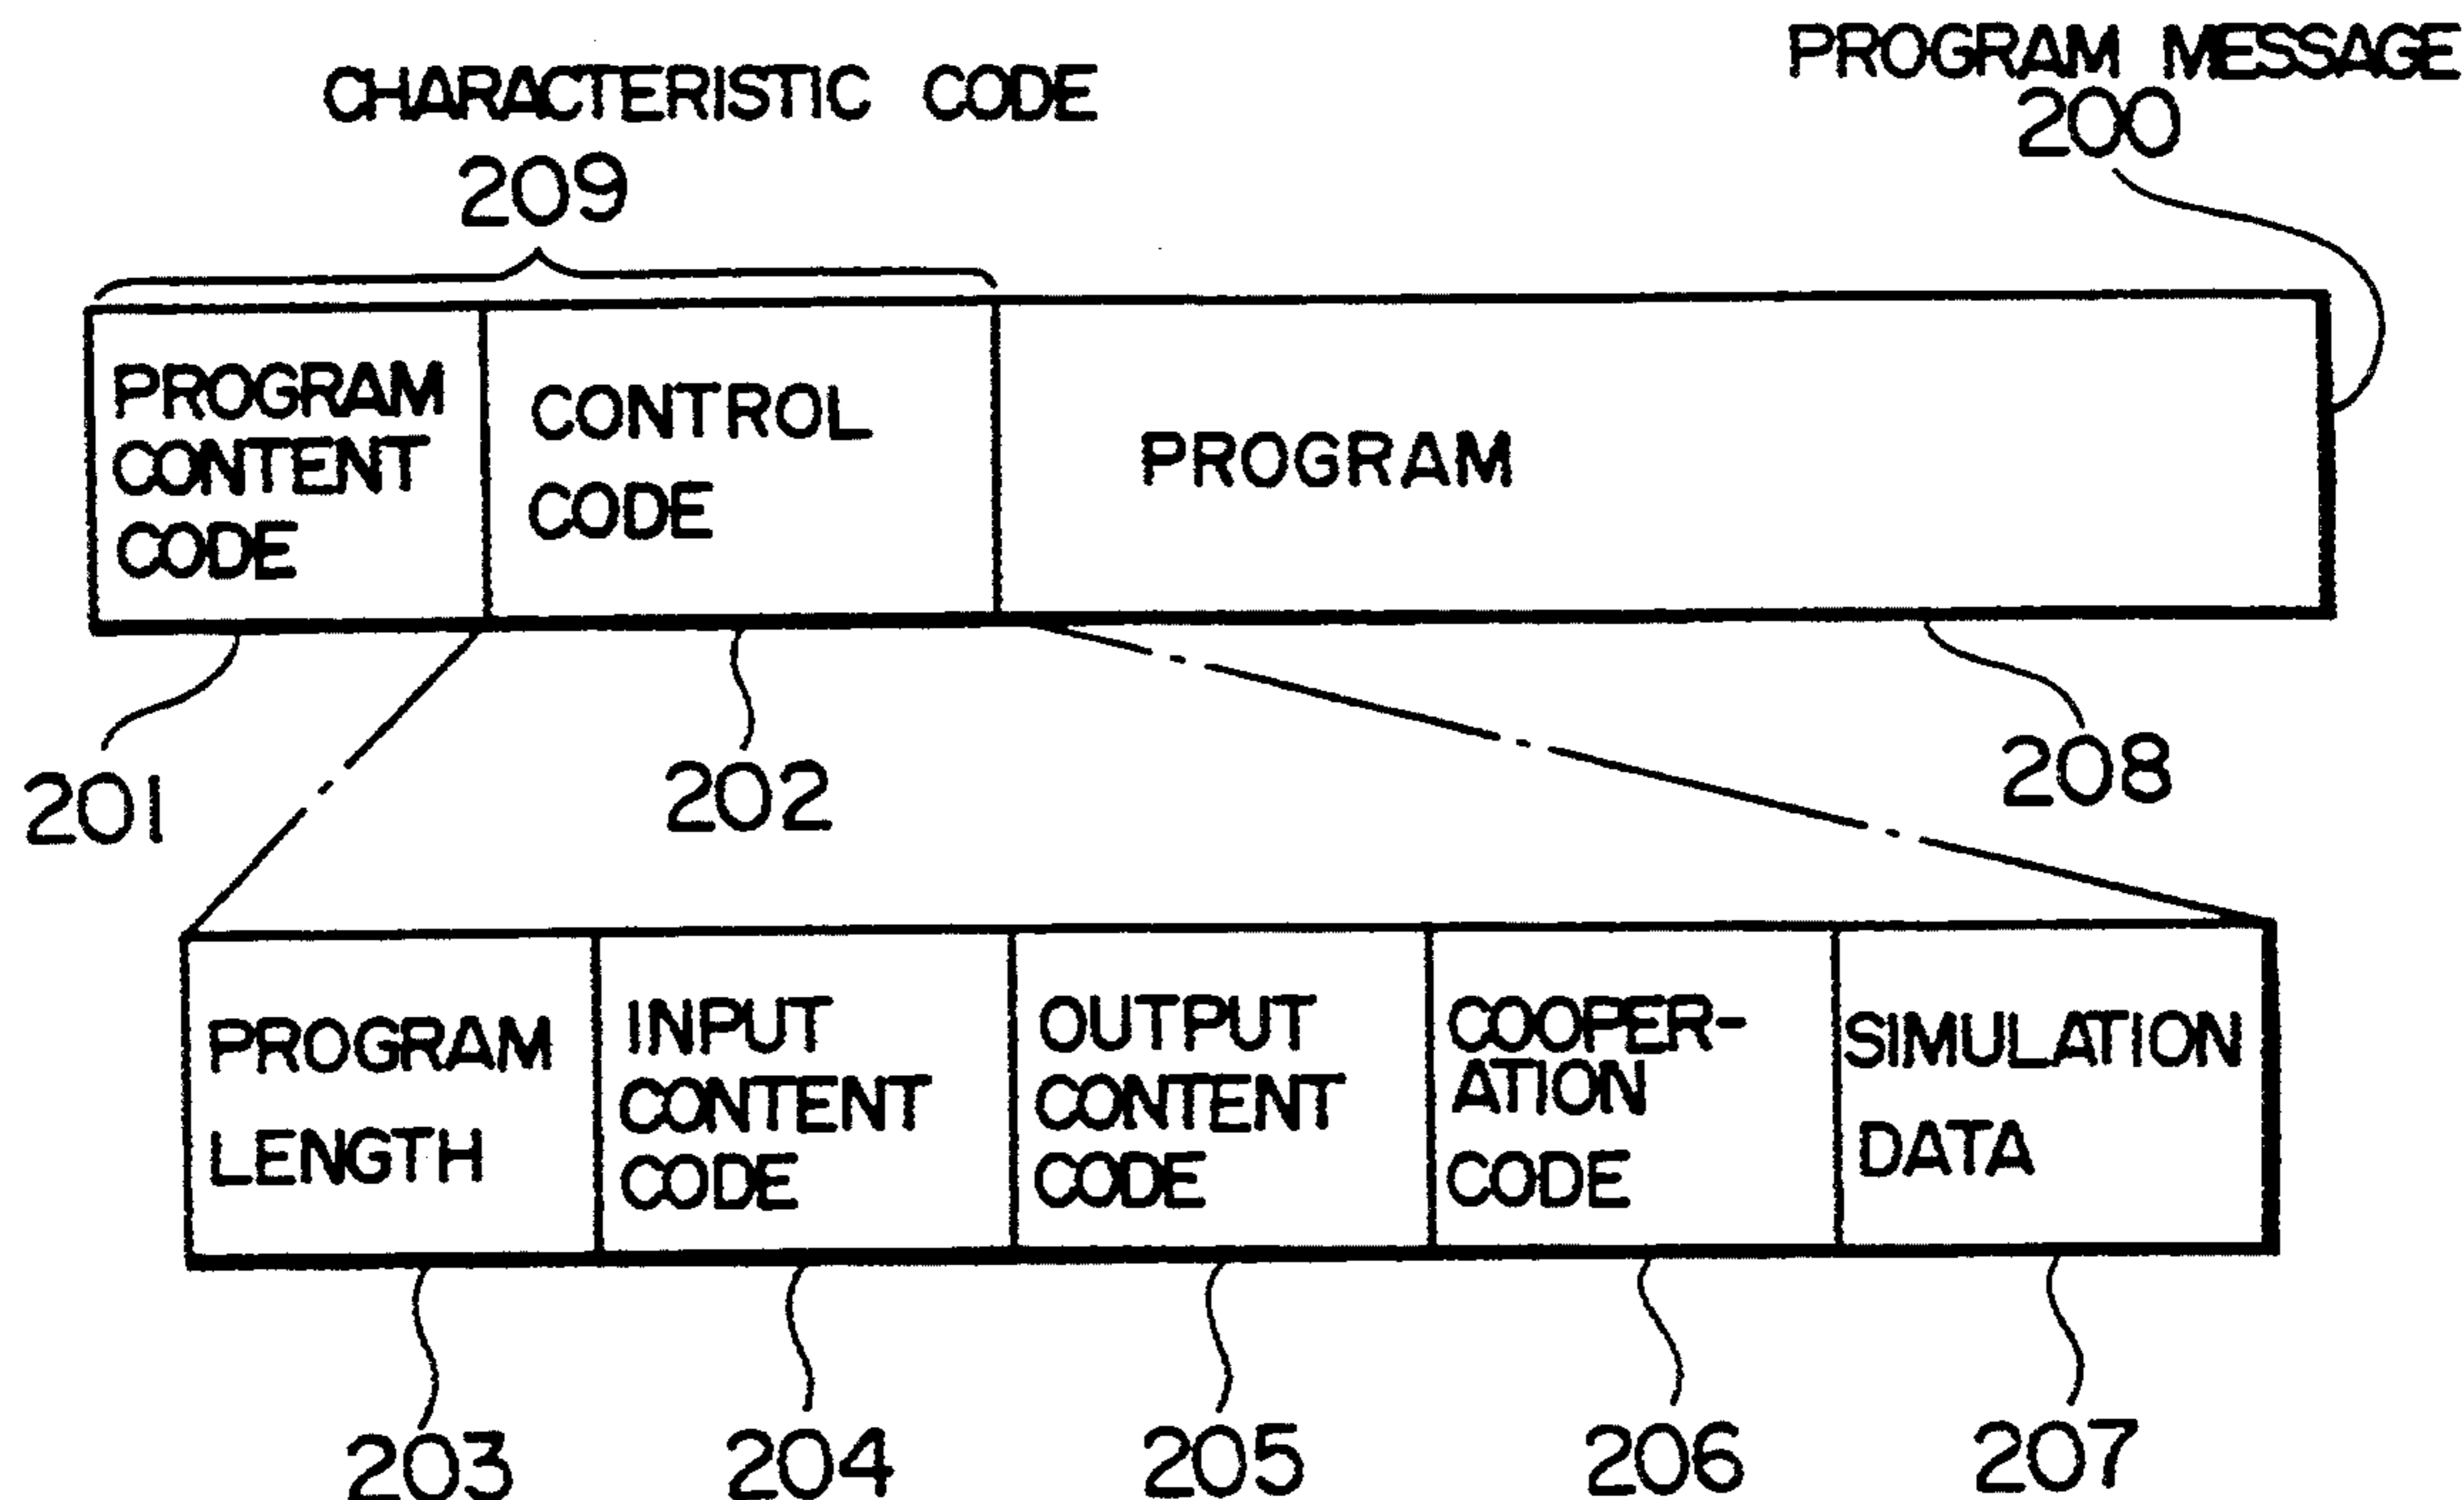 CHARACTERISTIC CODE
209
PROGRAM MESSAGE
200
PROGRAM
CONTENT
CODE
CONTROL
CODE
PROGRAM
201
202
208
PROGRAM
LENGTH
INPUT
CONTENT
CODE
OUTPUT
CONTENT
CODE
COOPER-
ATION
CODE
SIMULATION
DATA
203
204
205
206
207